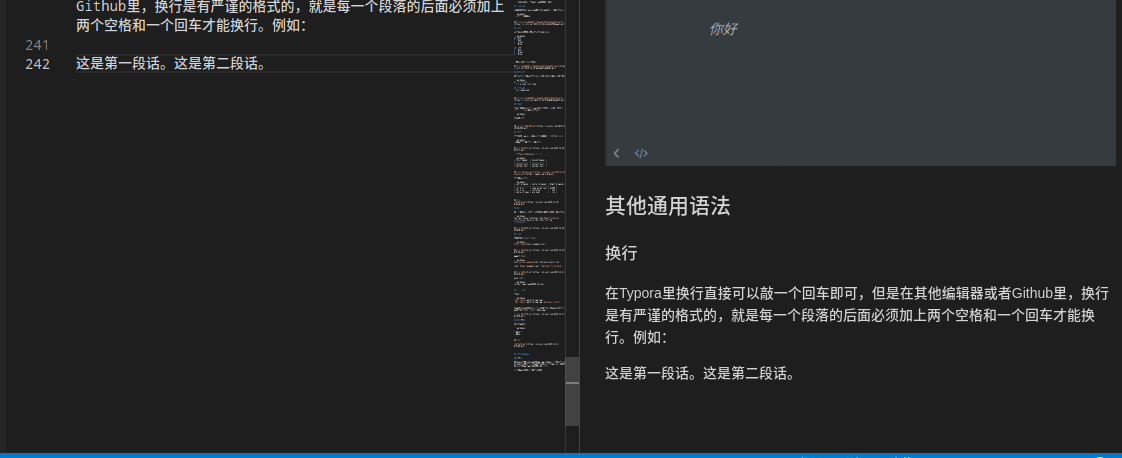 Github里，换行是有严谨的格式的，就是每一个段落的后面必须加上
两个空格和一个回车才能换行。例如：
241
242 这是第一段话。这是第二段话。
你好
其他通用语法
换行
在Typora里换行直接可以敲一个回车即可，但是在其他编辑器或者Github里，换行
是有严谨的格式的，就是每一个段落的后面必须加上两个空格和一个回车才能换
行。例如：
这是第一段话。这是第二段话。